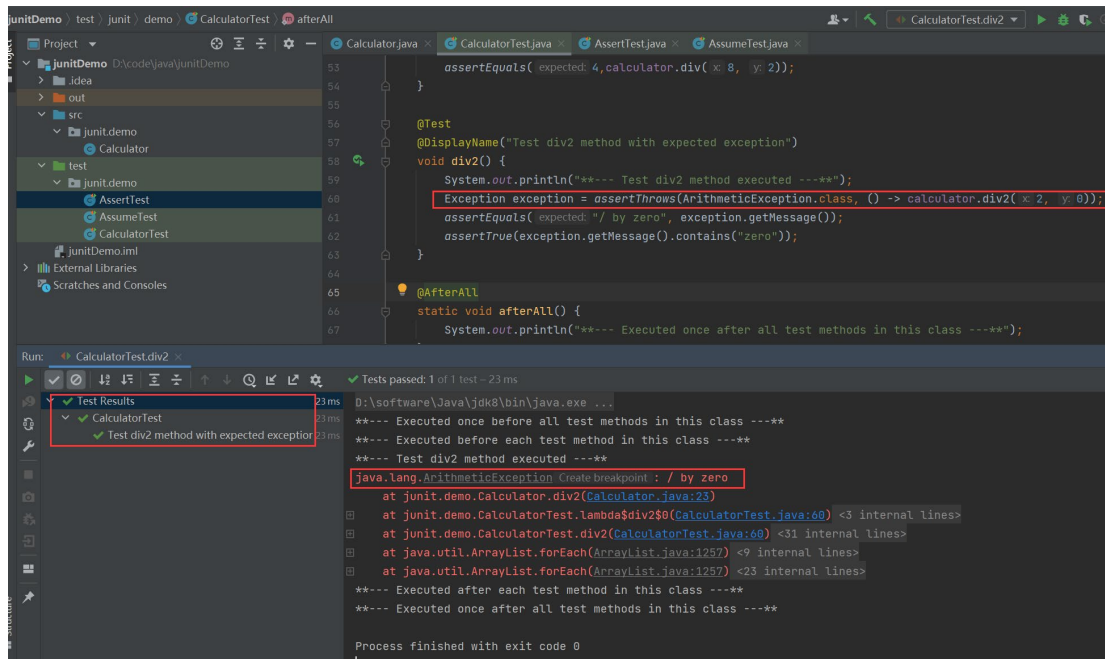 junitDemo > test > junit > demo > CalculatorTest > afterAll
CalculatorTest.div2
Project
Calculator.java × CalculatorTest.java × AssertTest.java × AssumeTest.java ×
junitDemo D:\code\java\junitDemo
.idea
out
src
junit.demo
Calculator
test
junit.demo
AssertTest
AssumeTest
CalculatorTest
junitDemo.iml
External Libraries
Scratches and Consoles
53 assertEquals( expected: 4,calculator.div( x: 8, y: 2));
54 }
55
56 @Test
57 @DisplayName("Test div2 method with expected exception")
58 void div2() {
59 System.out.println("**--- Test div2 method executed ---**");
60 Exception exception = assertThrows(ArithmeticException.class, () -> calculator.div2( x: 2, y: 0));
61 assertEquals( expected: "/ by zero", exception.getMessage());
62 assertTrue(exception.getMessage().contains("zero"));
63 }
64
65 @AfterAll
66 static void afterAll() {
67 System.out.println("**--- Executed once after all test methods in this class ---**");
Run: CalculatorTest.div2 ×
Tests passed: 1 of 1 test – 23 ms
Test Results 23 ms
CalculatorTest 23 ms
Test div2 method with expected exception 23 ms
D:\software\Java\jdk8\bin\java.exe ...
**--- Executed once before all test methods in this class ---**
**--- Executed before each test method in this class ---**
**--- Test div2 method executed ---**
java.lang.ArithmeticException Create breakpoint : / by zero
at junit.demo.Calculator.div2(Calculator.java:23)
at junit.demo.CalculatorTest.lambda$div2$0(CalculatorTest.java:60) <3 internal lines>
at junit.demo.CalculatorTest.div2(CalculatorTest.java:60) <31 internal lines>
at java.util.ArrayList.forEach(ArrayList.java:1257) <9 internal lines>
at java.util.ArrayList.forEach(ArrayList.java:1257) <23 internal lines>
**--- Executed after each test method in this class ---**
**--- Executed once after all test methods in this class ---**
Process finished with exit code 0